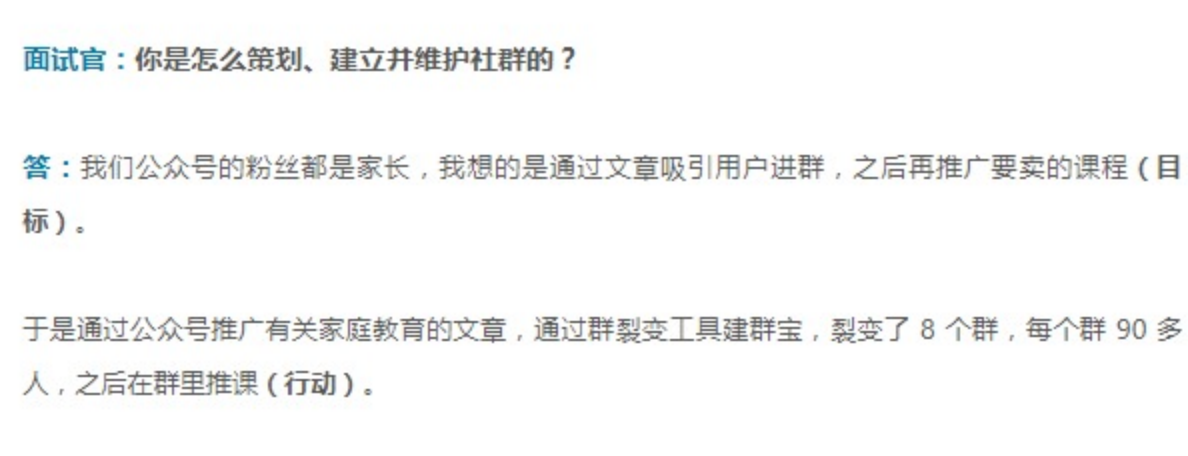 面试官：你是怎么策划、建立并维护社群的？
答：我们公众号的粉丝都是家长，我想的是通过文章吸引用户进群，之后再推广要卖的课程（目
标）。
于是通过公众号推广有关家庭教育的文章，通过群裂变工具建群宝，裂变了 8 个群，每个群 90 多
人，之后在群里推课（行动）。